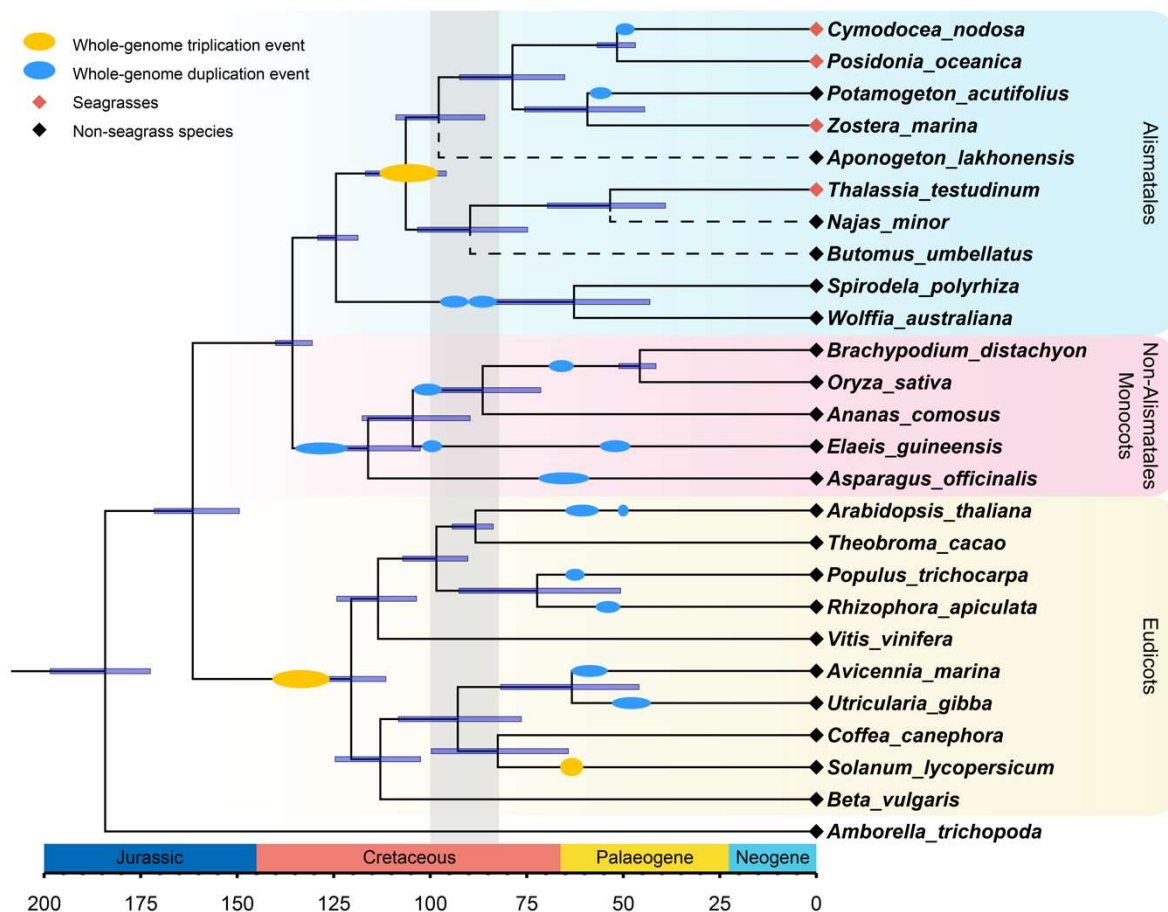 Whole-genome triplication event
Whole-genome duplication event
Seagrasses
Non-seagrass species
Cymodocea_nodosa
Posidonia_oceanica
Potamogeton_acutifolius
Zostera_marina
Aponogeton_lakhonensis
Thalassia_testudinum
Najas_minor
Butomus_umbellatus
Spirodela_polyrhiza
Wolffia_australiana
Alismatales
Brachypodium_distachyon
Oryza_sativa
Ananas_comosus
Elaeis_guineensis
Asparagus_officinalis
Non-Alismatales
Monocots
Arabidopsis_thaliana
Theobroma_cacao
Populus_trichocarpa
Rhizophora_apiculata
Vitis_vinifera
Avicennia_marina
Utricularia_gibba
Coffea_canephora
Solanum_lycopersicum
Beta_vulgaris
Eudicots
Amborella_trichopoda
Jurassic Cretaceous Palaeogene Neogene
200 175 150 125 100 75 50 25 0